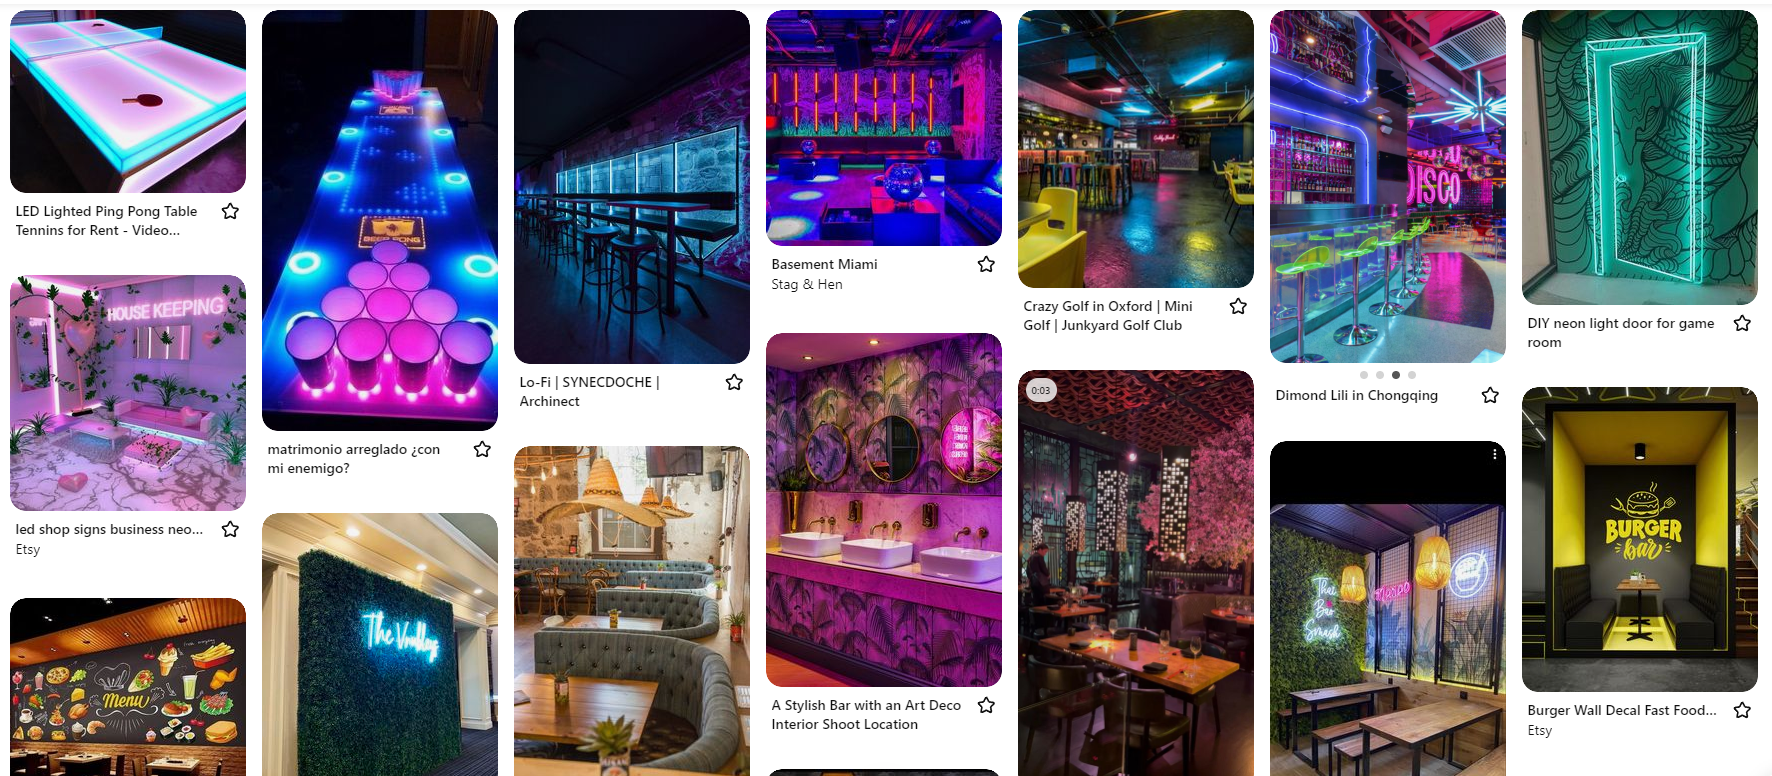 LED Lighted Ping Pong Table
Tennins for Rent - Video...
HOUSE KEEPING
led shop signs business neo...
Etsy
Menu
BEER PONG
matrimonio arreglado ¿con
mi enemigo?
The Vnublay
Lo-Fi | SYNECDOCHE |
Archinect
Basement Miami
Stag & Hen
A Stylish Bar with an Art Deco
Interior Shoot Location
Crazy Golf in Oxford | Mini
Golf | Junkyard Golf Club
0:03
DISCO
Dimond Lili in Chongqing
Thai
Bar
Smash
DIY neon light door for game
room
BURGER
bar
Burger Wall Decal Fast Food...
Etsy